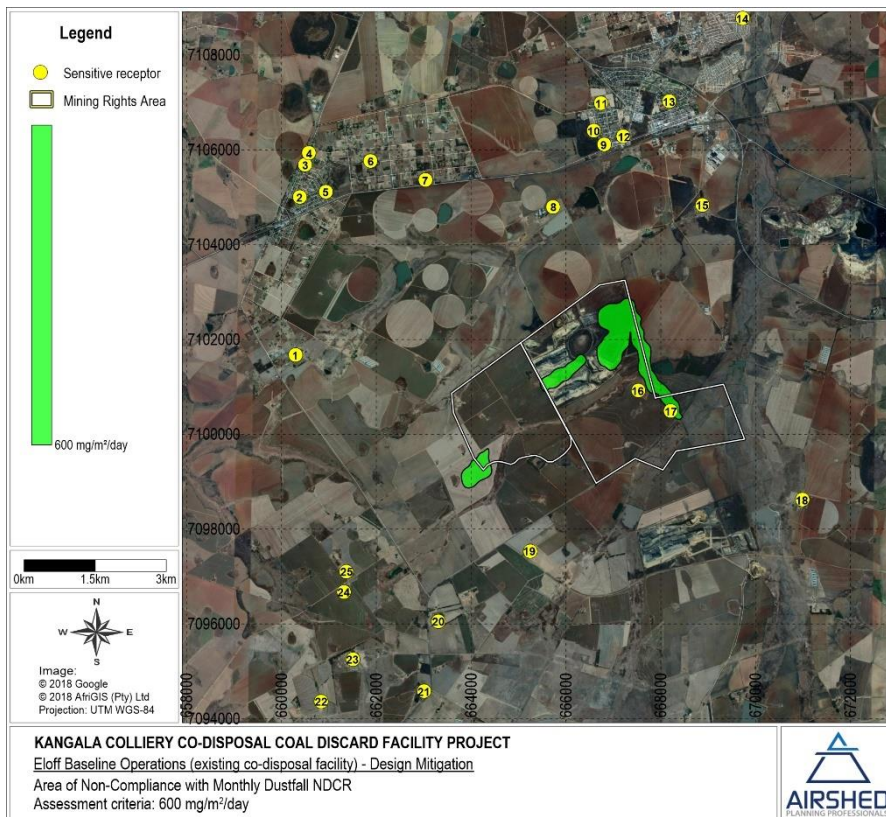 Legend
Sensitive receptor
Mining Rights Area
600 mg/m²/day
0km 1.5km 3km
N
W E
S
Image:
© 2018 Google
© 2018 AfriGIS (Pty) Ltd
Projection: UTM WGS-84
7108000
7106000
7104000
7102000
7100000
7098000
7096000
7094000
658000
660000
662000
664000
666000
668000
670000
672000
14
11
13
10
12
9
4
3
6
7
2
5
8
15
1
16
17
18
19
25
24
20
23
21
22
KANGALA COLLIERY CO-DISPOSAL COAL DISCARD FACILITY PROJECT
Eloff Baseline Operations (existing co-disposal facility) - Design Mitigation
Area of Non-Compliance with Monthly Dustfall NDCR
Assessment criteria: 600 mg/m²/day
AIRSHED
PLANNING PROFESSIONALS